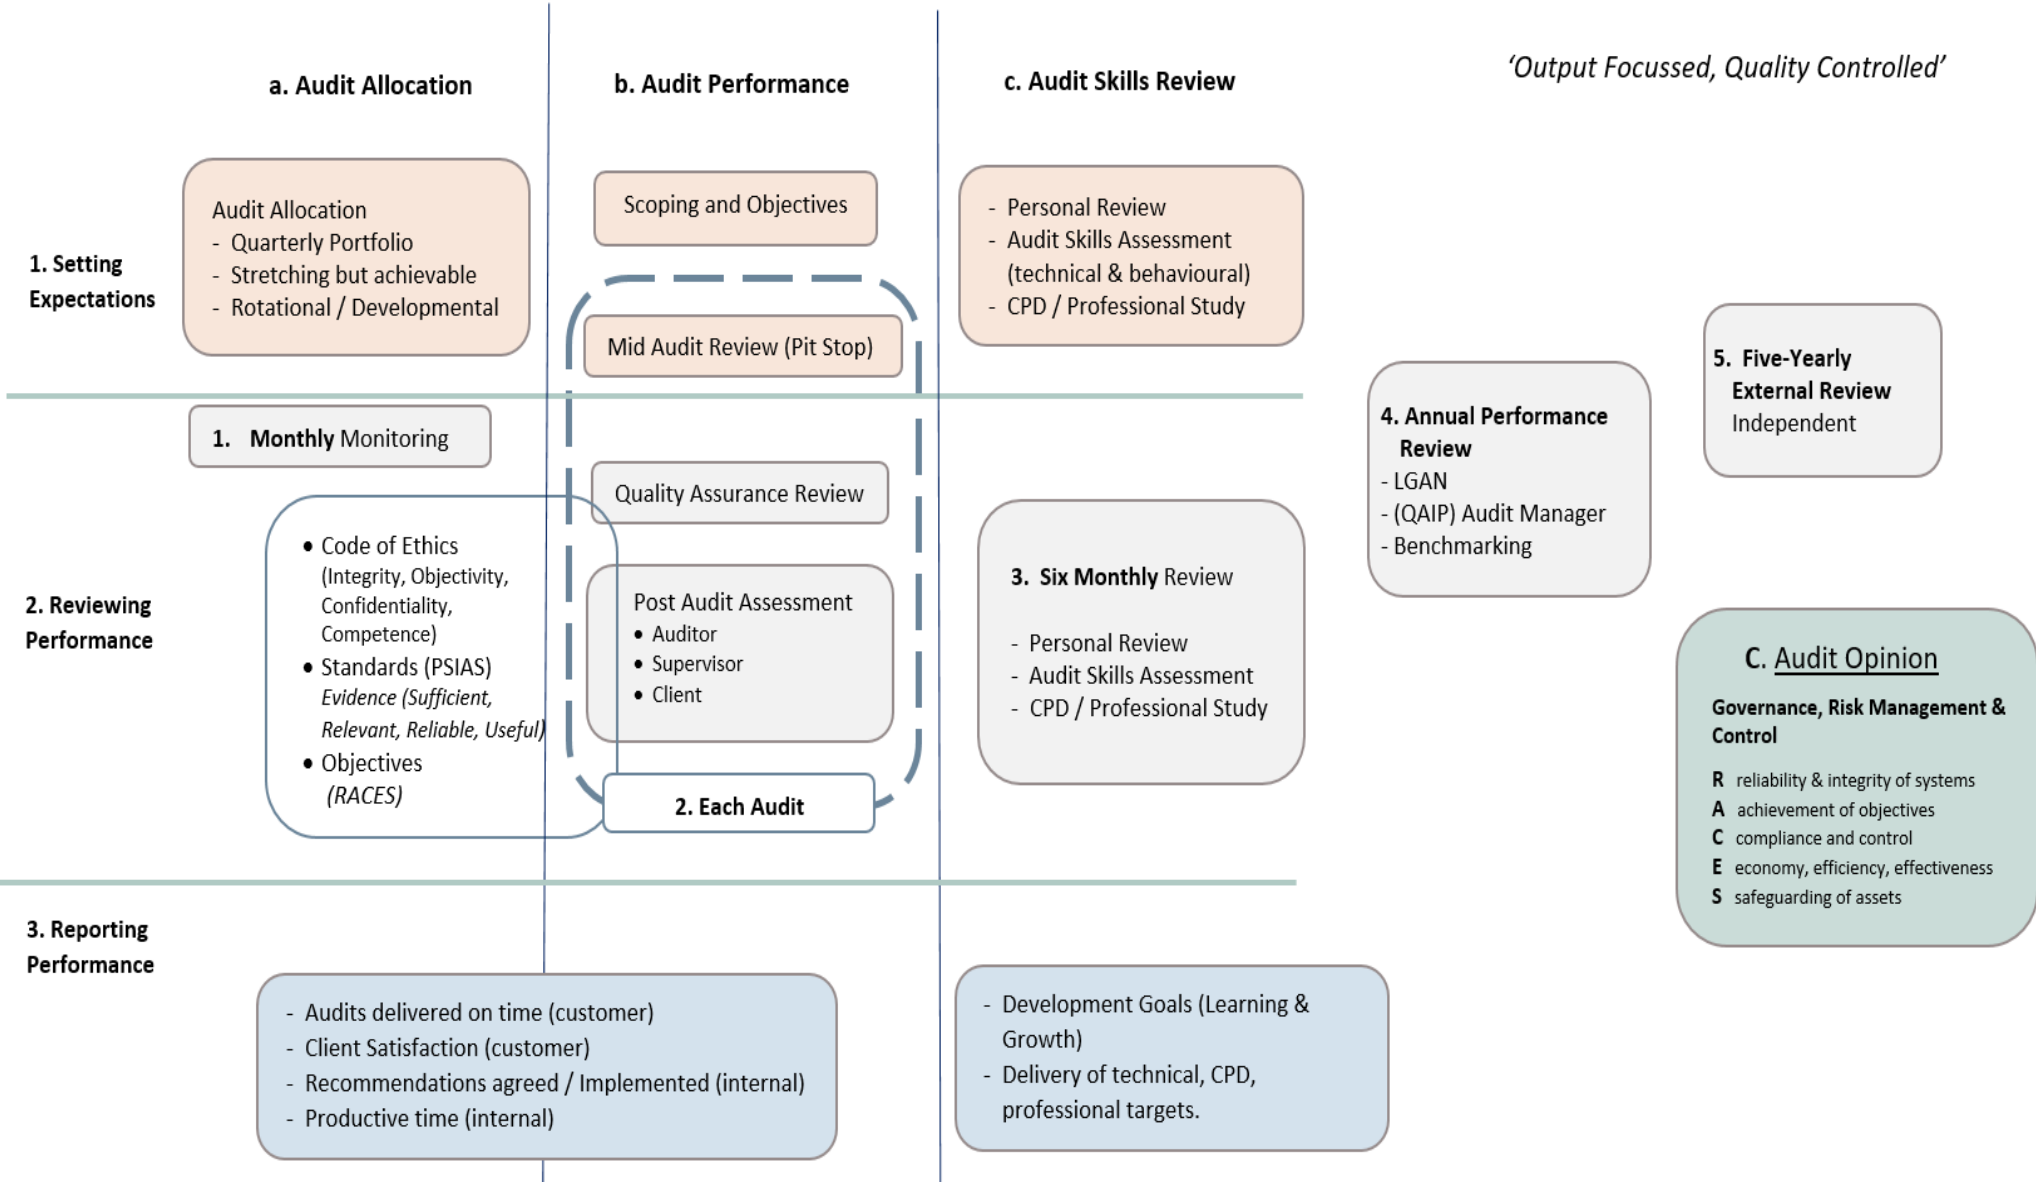 a. Audit Allocation
b. Audit Performance
c. Audit Skills Review
‘Output Focussed, Quality Controlled’
1. Setting
Expectations
Audit Allocation
- Quarterly Portfolio
- Stretching but achievable
- Rotational / Developmental
Scoping and Objectives
Mid Audit Review (Pit Stop)
- Personal Review
- Audit Skills Assessment
(technical & behavioural)
- CPD / Professional Study
2. Reviewing
Performance
1. Monthly Monitoring
• Code of Ethics
(Integrity, Objectivity,
Confidentiality,
Competence)
• Standards (PSIAS)
Evidence (Sufficient,
Relevant, Reliable, Useful)
• Objectives
(RACES)
Quality Assurance Review
Post Audit Assessment
• Auditor
• Supervisor
• Client
2. Each Audit
3. Six Monthly Review
- Personal Review
- Audit Skills Assessment
- CPD / Professional Study
4. Annual Performance
Review
- LGAN
- (QAIP) Audit Manager
- Benchmarking
5. Five-Yearly
External Review
Independent
C. Audit Opinion
Governance, Risk Management &
Control
R reliability & integrity of systems
A achievement of objectives
C compliance and control
E economy, efficiency, effectiveness
S safeguarding of assets
3. Reporting
Performance
- Audits delivered on time (customer)
- Client Satisfaction (customer)
- Recommendations agreed / Implemented (internal)
- Productive time (internal)
- Development Goals (Learning &
Growth)
- Delivery of technical, CPD,
professional targets.